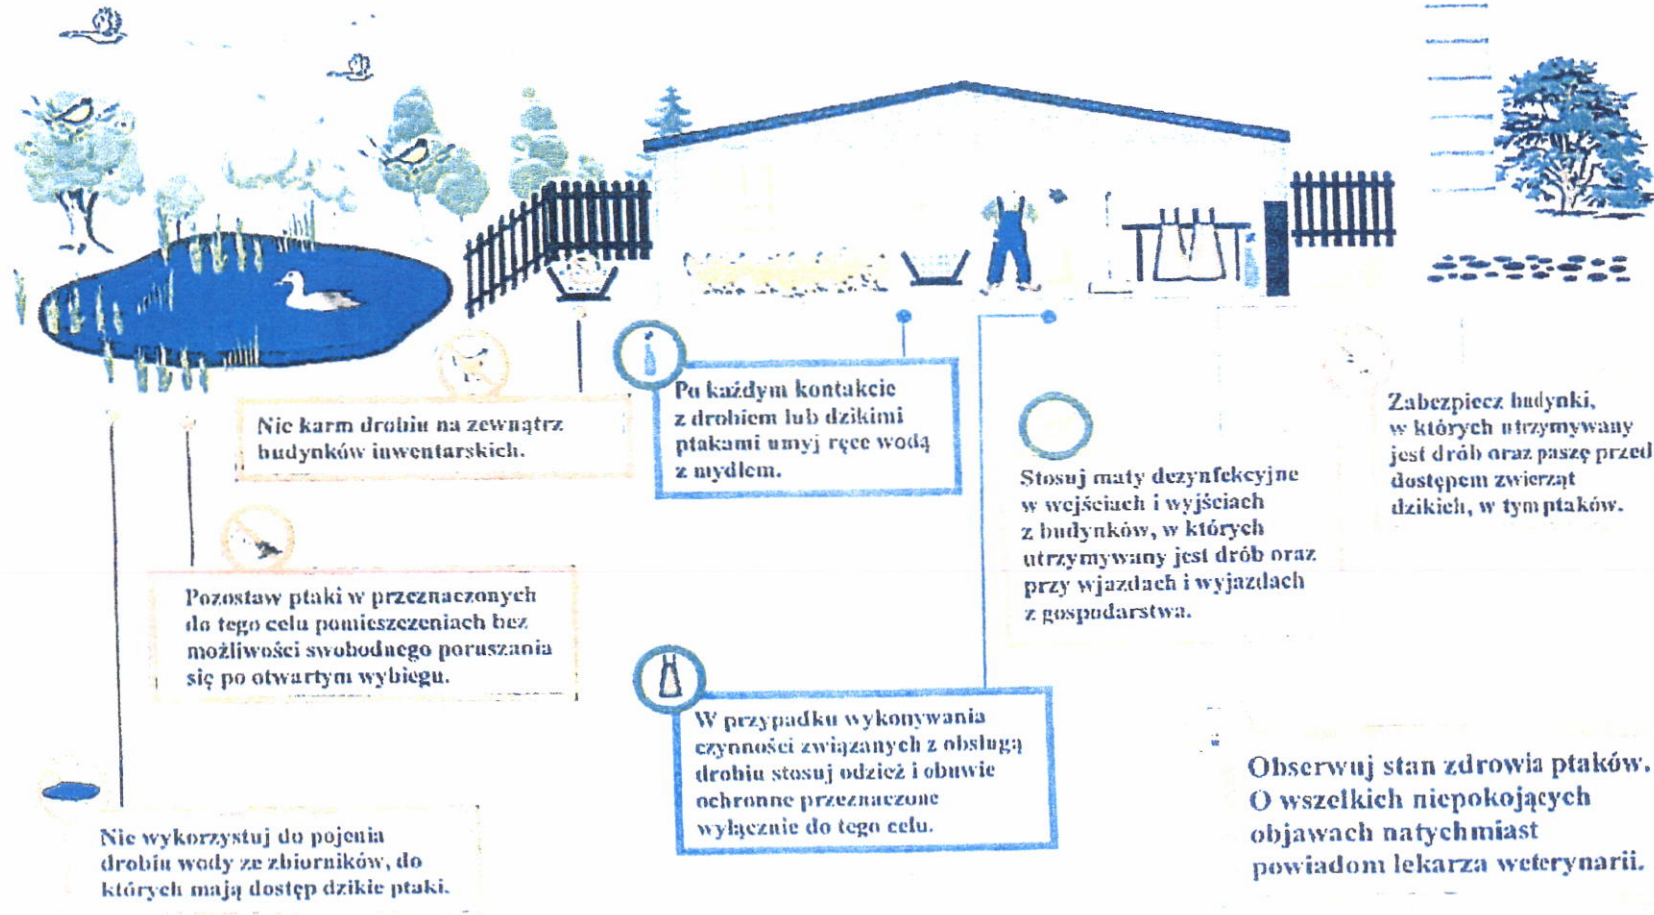 Nie karm drobiu na zewnątrz
budynków inwentarskich.
Po każdym kontakcie
z drobiem lub dzikimi
ptakami umyj ręce wodą
z mydłem.
Stosuj maty dezynfekcyjne
w wejściach i wyjściach
z budynków, w których
utrzymywany jest drób oraz
przy wjazdach i wyjazdach
z gospodarstwa.
Zabezpiecz budynki,
w których utrzymywany
jest drób oraz paszę przed
dostępem zwierząt
dzikich, w tym ptaków.
Pozostaw ptaki w przeznaczonych
do tego celu pomieszczeniach bez
możliwości swobodnego poruszania
się po otwartym wybiegu.
W przypadku wykonywania
czynności związanych z obsługą
drobiu stosuj odzież i obuwie
ochronne przeznaczone
wyłącznie do tego celu.
Nie wykorzystuj do pojenia
drobiu wody ze zbiorników, do
których mają dostęp dzikie ptaki.
Obserwuj stan zdrowia ptaków.
O wszelkich niepokojących
objawach natychmiast
powiadom lekarza weterynarii.